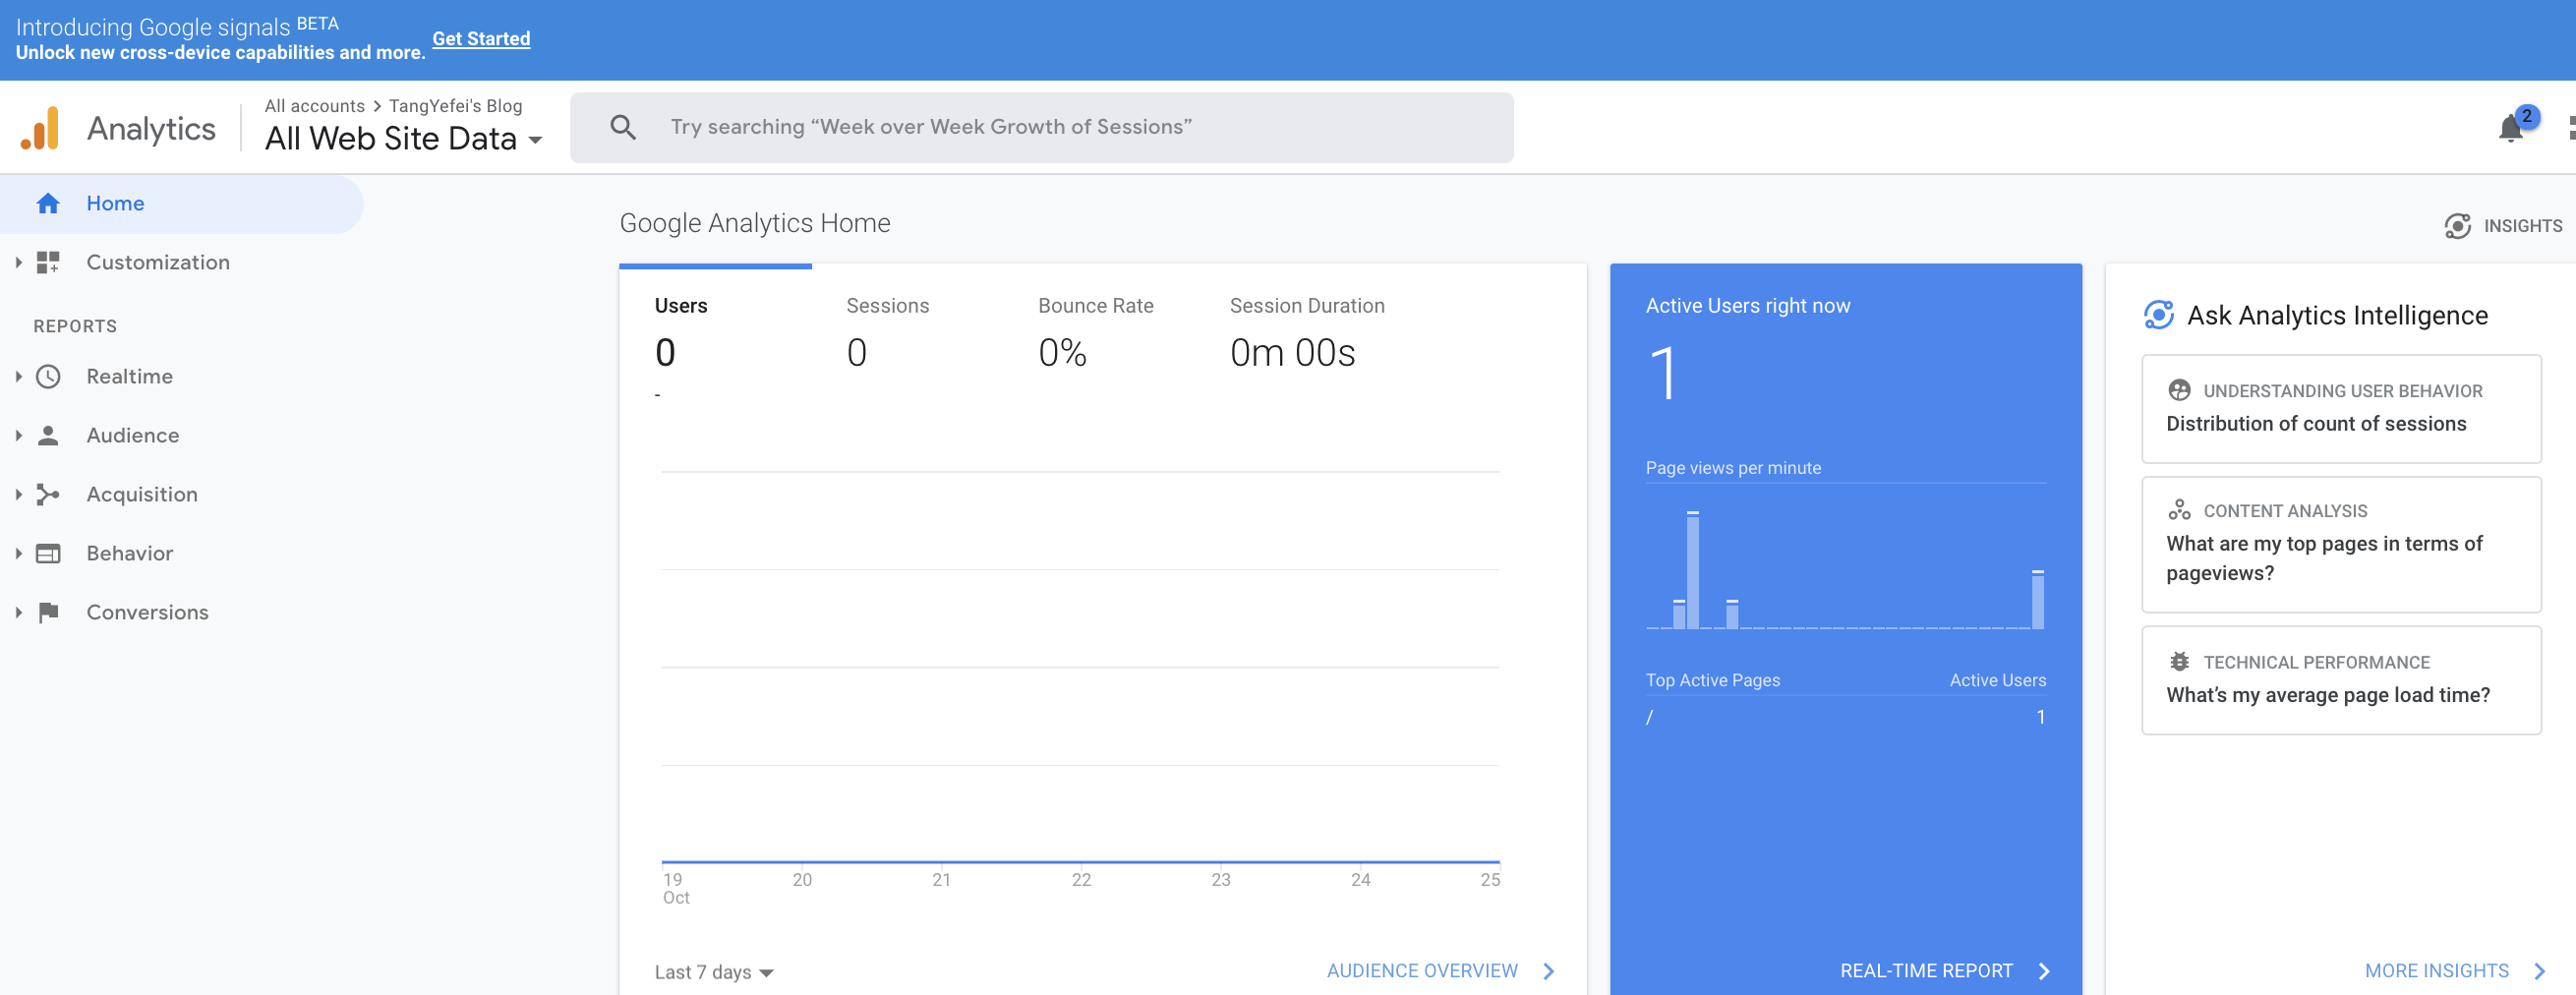 Introducing Google signals BETA
Unlock new cross-device capabilities and more. Get Started
Analytics
All accounts > TangYefei's Blog
All Web Site Data
Try searching “Week over Week Growth of Sessions”
2
Home
Customization
REPORTS
Realtime
Audience
Acquisition
Behavior
Conversions
Google Analytics Home
INSIGHTS
Users
0
-
Sessions
0
Bounce Rate
0%
Session Duration
0m 00s
19 20 21 22 23 24 25
Oct
Last 7 days
AUDIENCE OVERVIEW
Active Users right now
1
Page views per minute
Top Active Pages Active Users
/ 1
REAL-TIME REPORT
Ask Analytics Intelligence
UNDERSTANDING USER BEHAVIOR
Distribution of count of sessions
CONTENT ANALYSIS
What are my top pages in terms of
pageviews?
TECHNICAL PERFORMANCE
What’s my average page load time?
MORE INSIGHTS